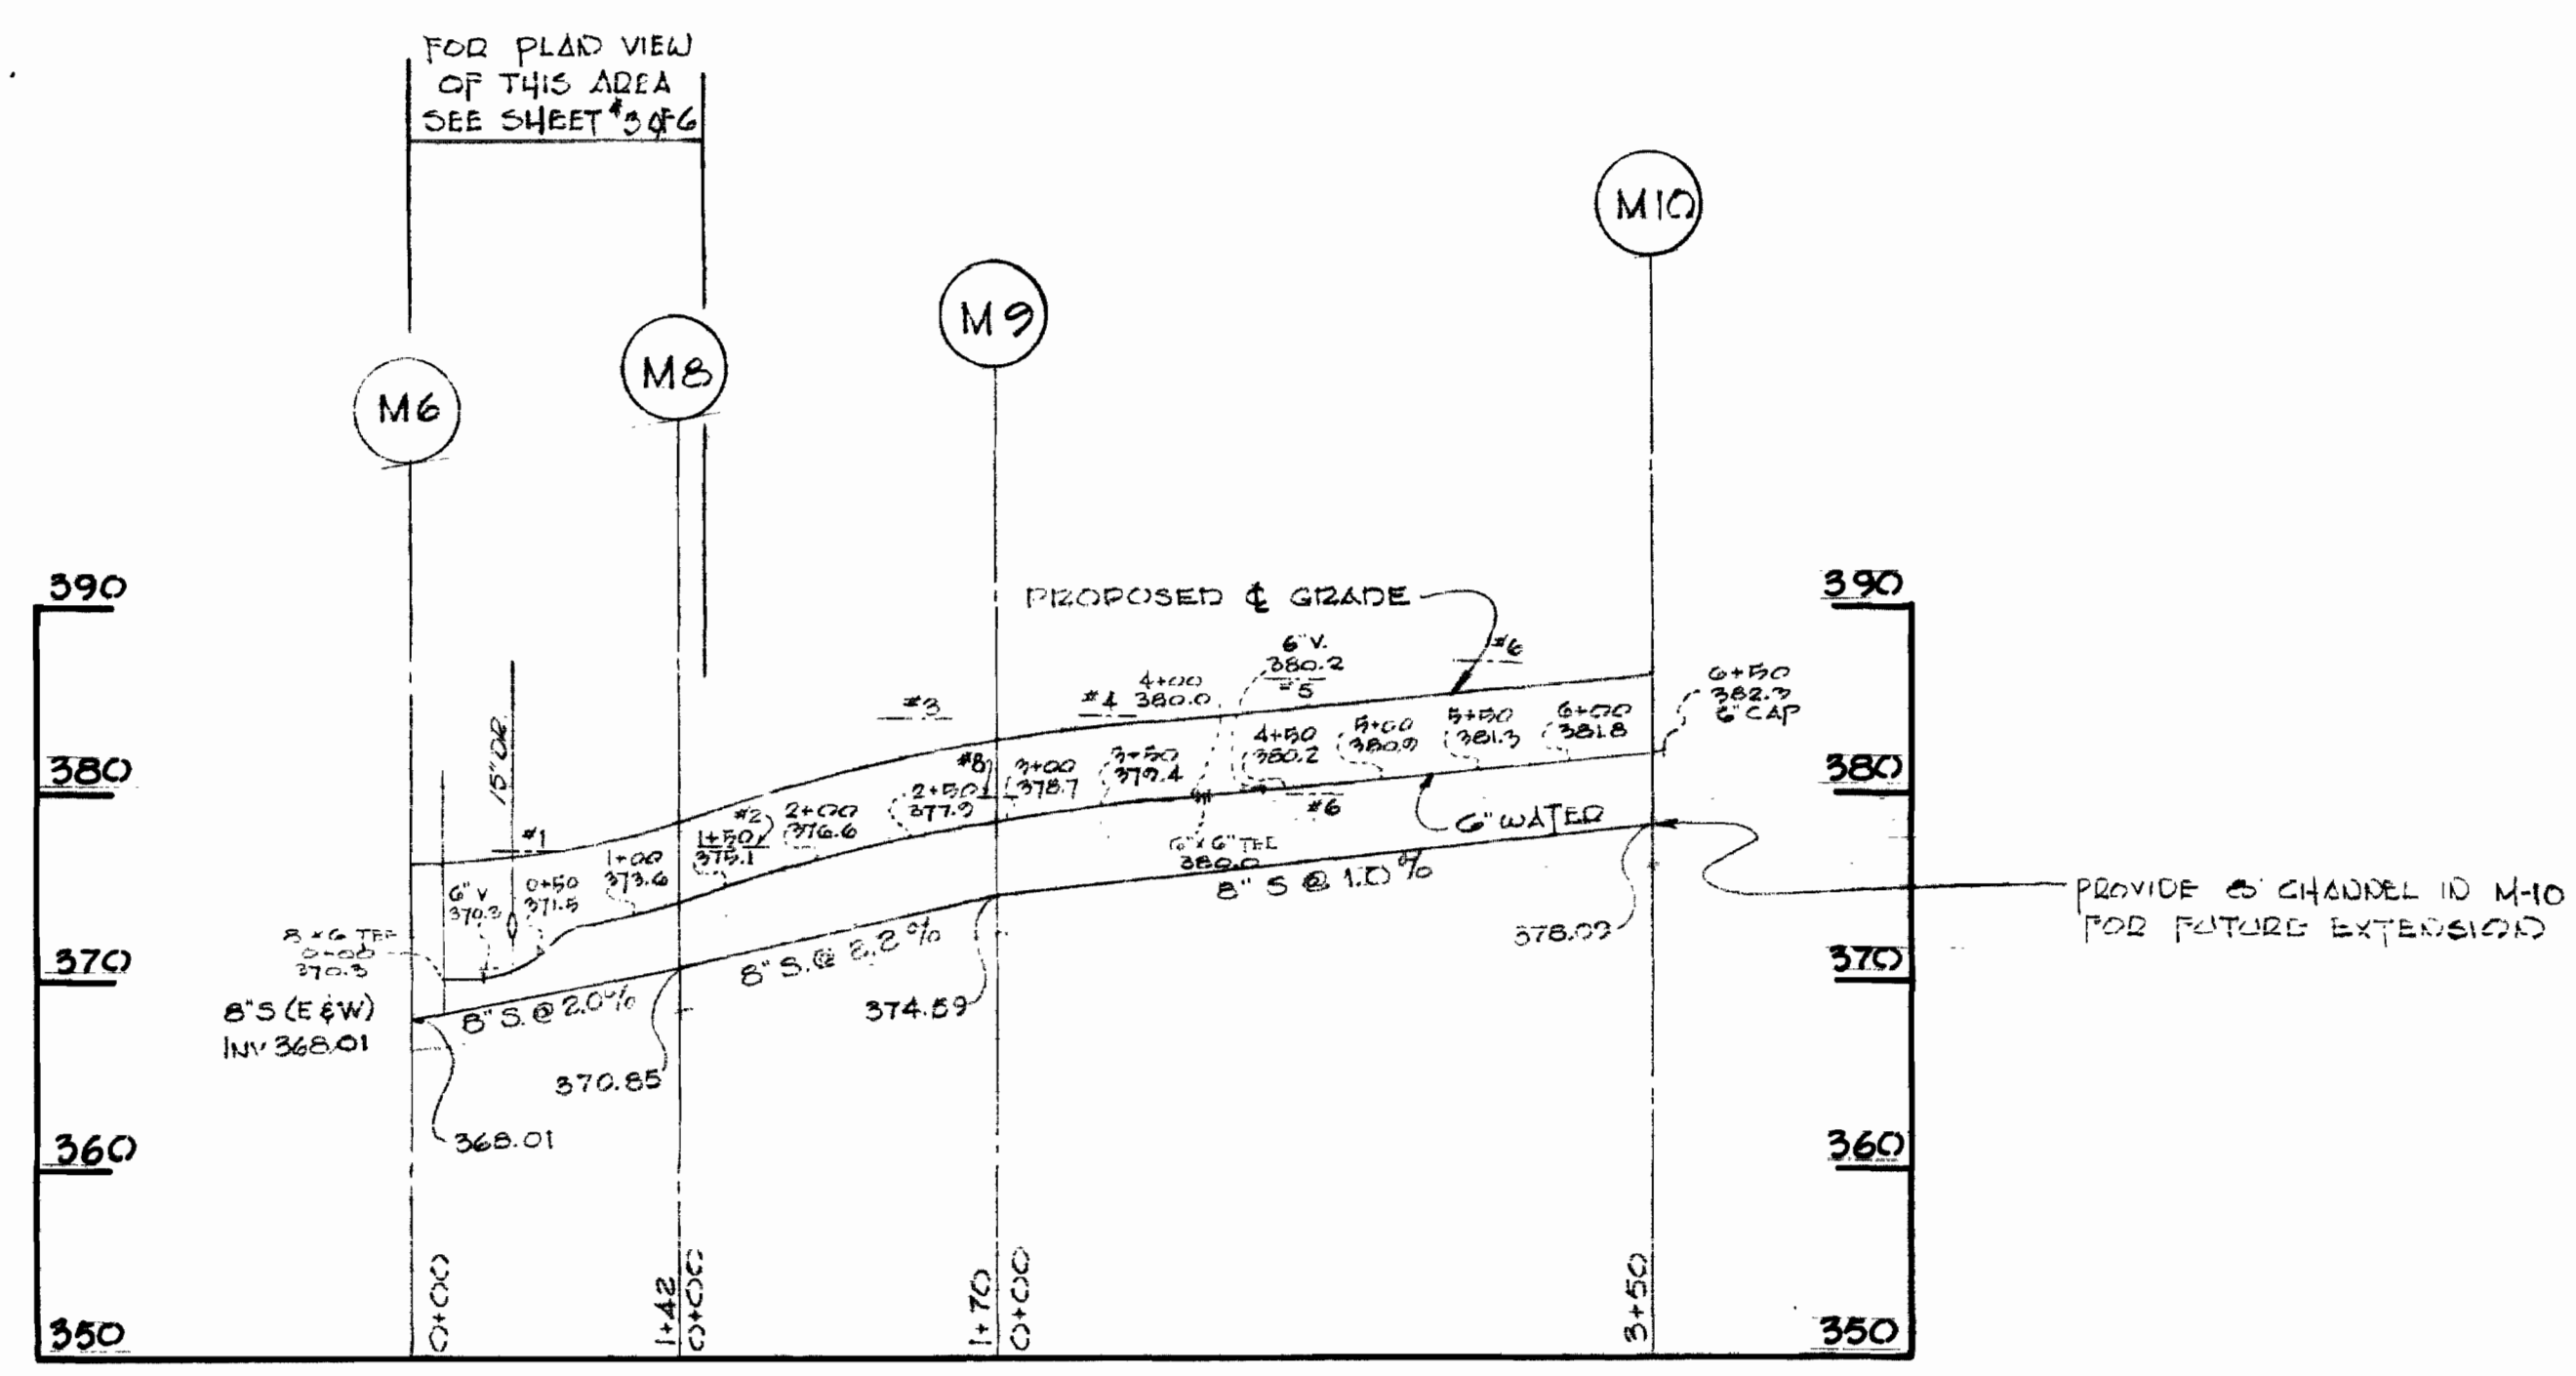 FOR PLAN VIEW
OF THIS AREA
SEE SHEET #3 OF 6
M6
M8
M9
M10
390
380
370
360
350
390
380
370
360
350
PROPOSED ℄ GRADE
#1
#2
#3
#4
#5
#6
#6
#8
15"
6" V.
380.2
4+00
380.0
6+50
382.3
6" CAP
4+50
380.2
5+00
380.9
5+50
381.3
6+00
381.8
3+50
379.4
3+00
378.7
2+50
377.9
2+00
376.6
1+50
375.1
1+00
373.6
0+50
371.5
6" V
370.3
8 x 6 TEE
0+00
370.3
6" x 6" TEE
380.0
6" WATER
8" S (E & W)
INV 368.01
8" S. @ 2.0%
8" S. @ 2.2%
8" S @ 1.0%
368.01
370.85
374.59
378.09
PROVIDE 8" CHANNEL IN M-10
FOR FUTURE EXTENSION
0+00
1+42
0+00
1+70
0+00
3+50